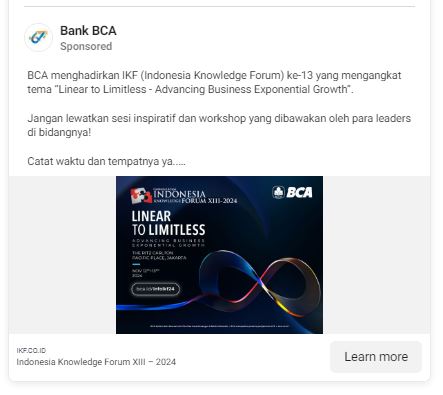 Bank BCA
Sponsored
BCA menghadirkan IKF (Indonesia Knowledge Forum) ke-13 yang mengangkat
tema “Linear to Limitless - Advancing Business Exponential Growth”.
Jangan lewatkan sesi inspiratif dan workshop yang dibawakan oleh para leaders
di bidangnya!
Catat waktu dan tempatnya ya.....
INDONESIA
KNOWLEDGE FORUM XIII-2024
BCA
LINEAR
TO LIMITLESS
ADVANCING BUSINESS
EXPONENTIAL GROWTH
THE RITZ CARLTON
PACIFIC PLACE, JAKARTA
NOV 12TH-13TH
2024
bca.id/infoikf24
IKF.CO.ID
Indonesia Knowledge Forum XIII – 2024
Learn more